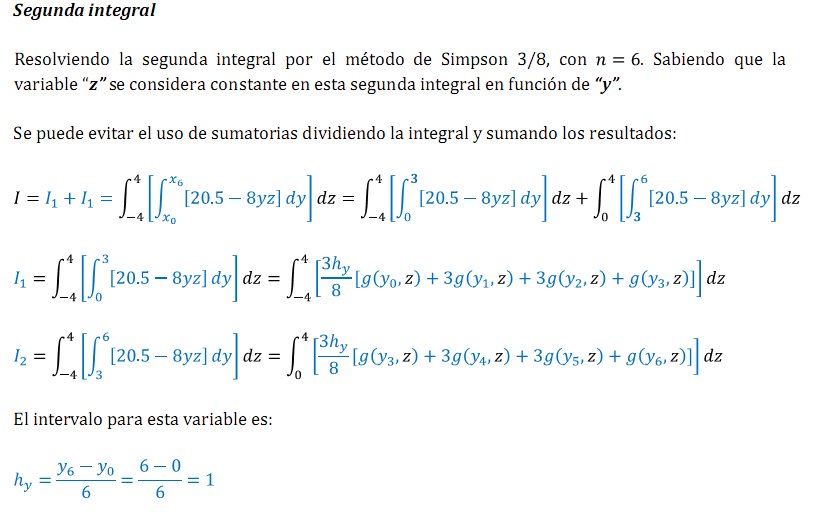 Segunda integral
Resolviendo la segunda integral por el método de Simpson 3/8, con n = 6. Sabiendo que la
variable “z” se considera constante en esta segunda integral en función de “y”.
Se puede evitar el uso de sumatorias dividiendo la integral y sumando los resultados:
I = I₁ + I₁ = ∫₋₄⁴ [∫ₓ₀ˣ⁶ [20.5 − 8yz] dy] dz = ∫₋₄⁴ [∫₀³ [20.5 − 8yz] dy] dz + ∫₀⁴ [∫₃⁶ [20.5 − 8yz] dy] dz
I₁ = ∫₋₄⁴ [∫₀³ [20.5 − 8yz] dy] dz = ∫₋₄⁴ [3h_y/8 [g(y₀, z) + 3g(y₁, z) + 3g(y₂, z) + g(y₃, z)]] dz
I₂ = ∫₋₄⁴ [∫₃⁶ [20.5 − 8yz] dy] dz = ∫₀⁴ [3h_y/8 [g(y₃, z) + 3g(y₄, z) + 3g(y₅, z) + g(y₆, z)]] dz
El intervalo para esta variable es:
h_y = (y₆ − y₀)/6 = (6 − 0)/6 = 1